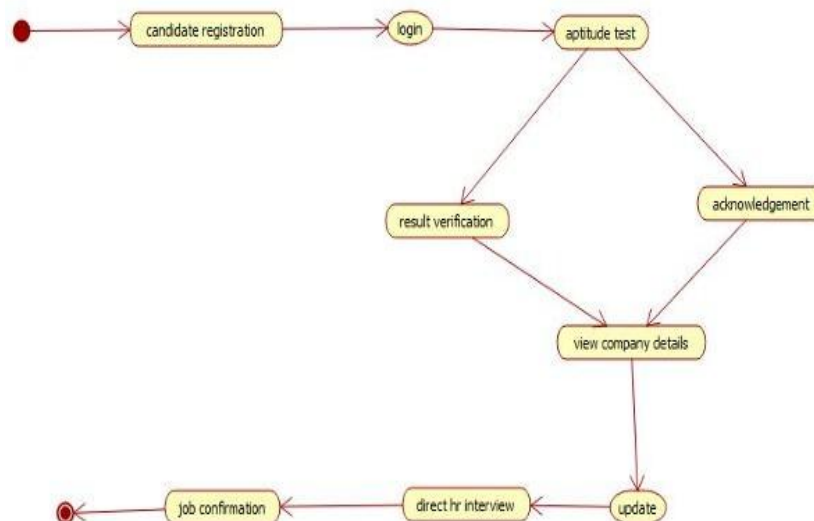 candidate registration
login
aptitude test
result verification
acknowledgement
view company details
update
direct hr interview
job confirmation